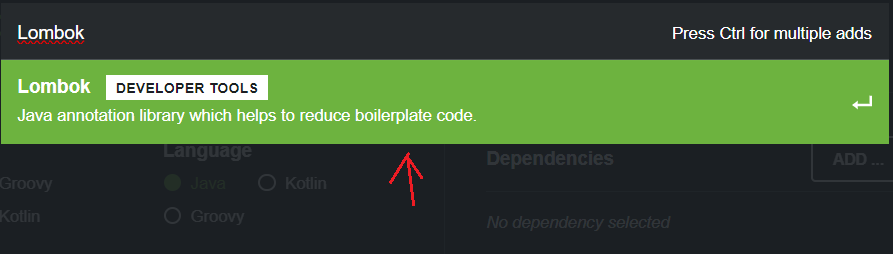 Lombok Press Ctrl for multiple adds
Lombok DEVELOPER TOOLS
Java annotation library which helps to reduce boilerplate code.
Language Dependencies ADD ...
Groovy Java Kotlin
Kotlin Groovy No dependency selected